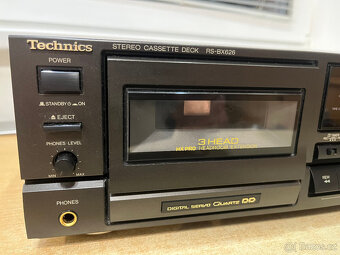 Technics
STEREO CASSETTE DECK RS-BX626
POWER
STANDBY ON
EJECT
PHONES LEVEL
MIN MAX
3 HEAD
HX PRO HEADROOM EXTENSION
PHONES
DIGITAL SERVO QUARTZ DD
REW